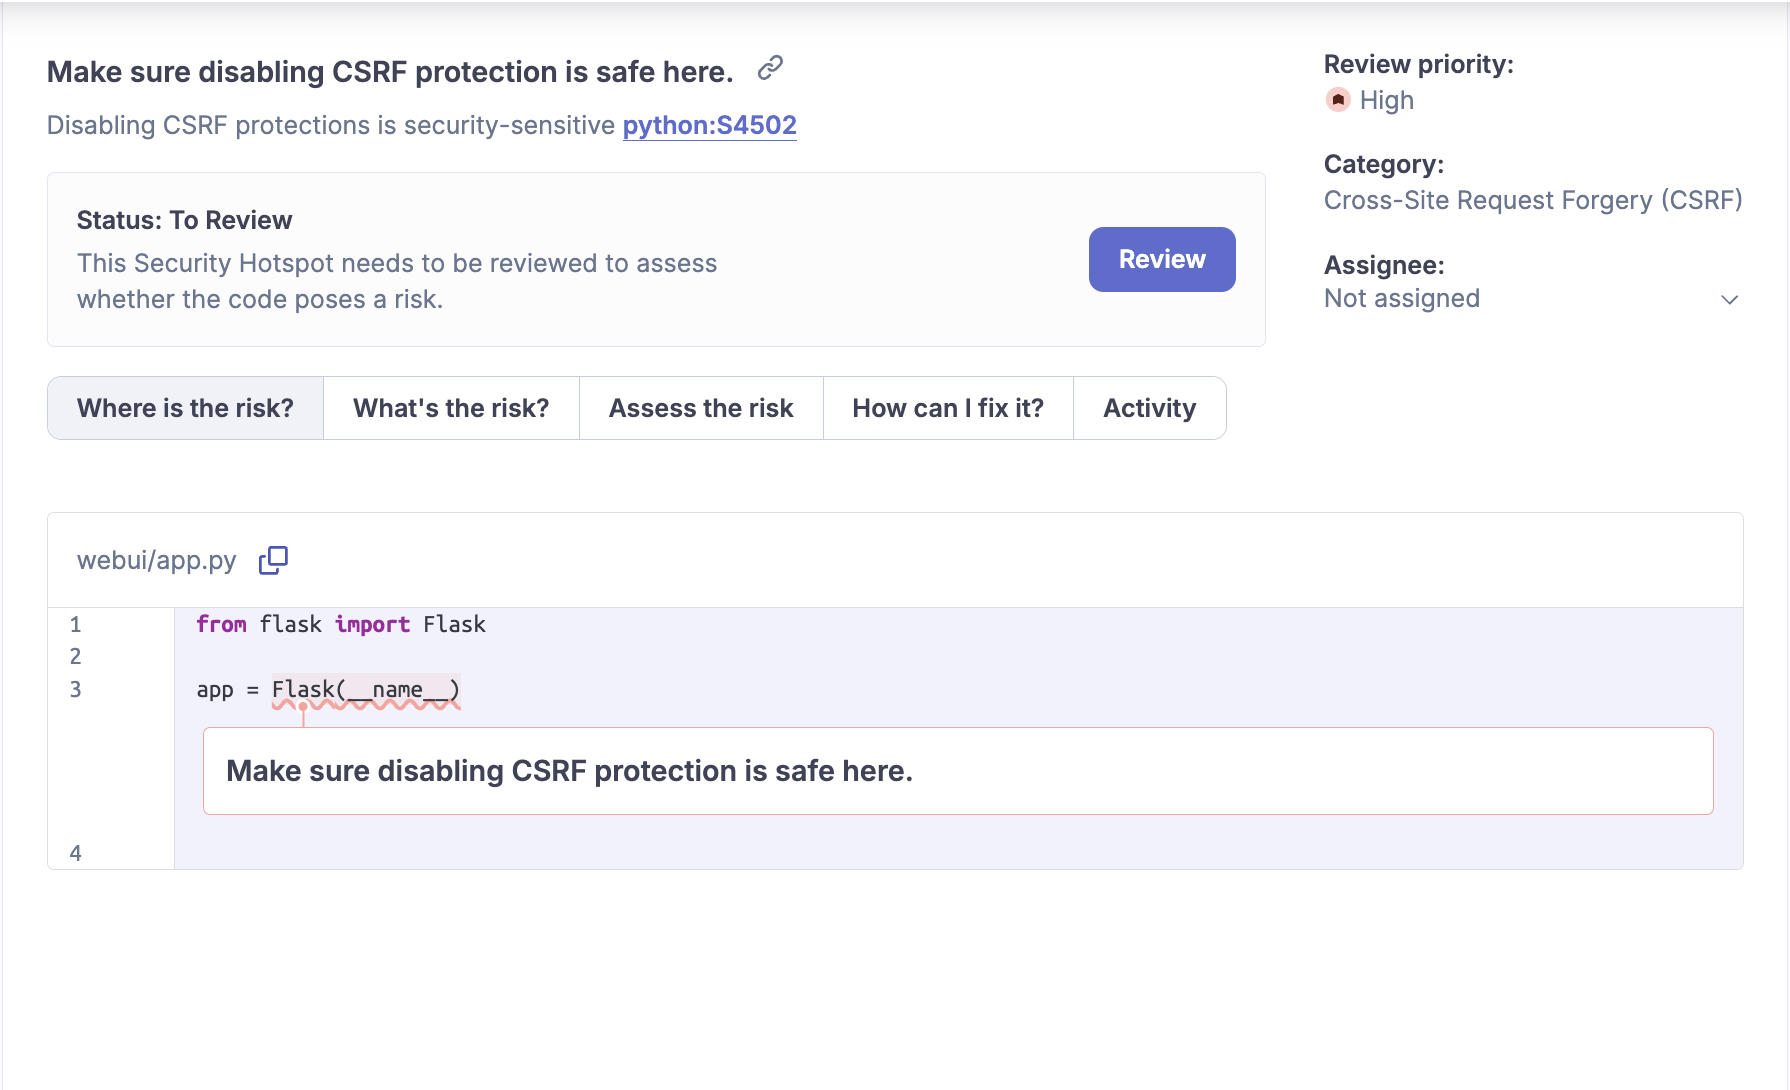 Make sure disabling CSRF protection is safe here.
Disabling CSRF protections is security-sensitive python:S4502
Status: To Review
This Security Hotspot needs to be reviewed to assess
whether the code poses a risk.
Review
Review priority:
High
Category:
Cross-Site Request Forgery (CSRF)
Assignee:
Not assigned
Where is the risk?
What's the risk?
Assess the risk
How can I fix it?
Activity
webui/app.py
1 from flask import Flask
2
3 app = Flask(__name__)
Make sure disabling CSRF protection is safe here.
4